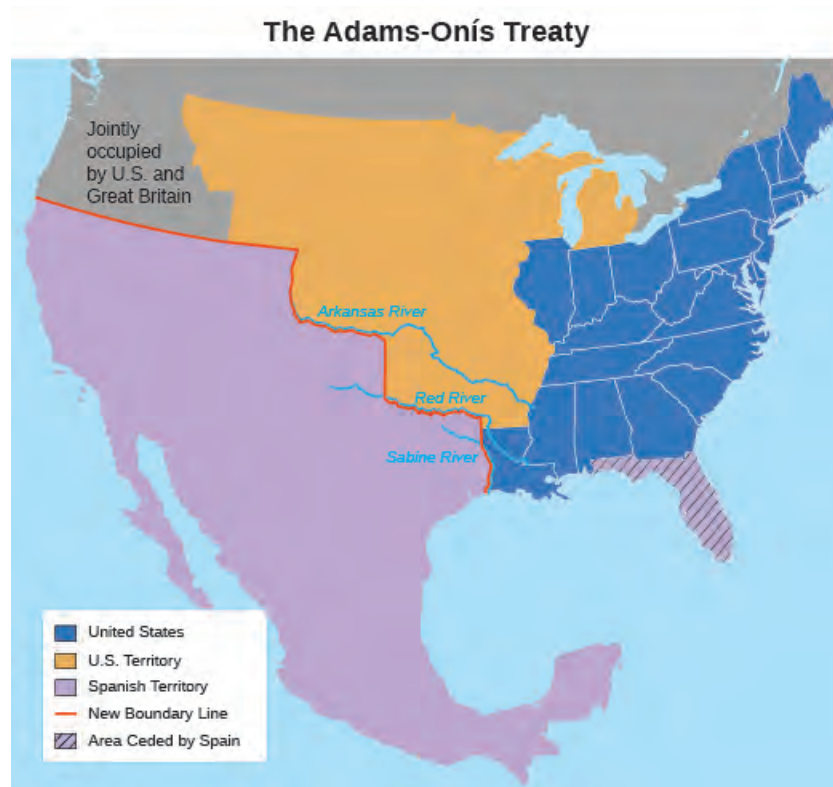 The Adams-Onís Treaty
Jointly
occupied
by U.S. and
Great Britain
Arkansas River
Red River
Sabine River
United States
U.S. Territory
Spanish Territory
New Boundary Line
Area Ceded by Spain